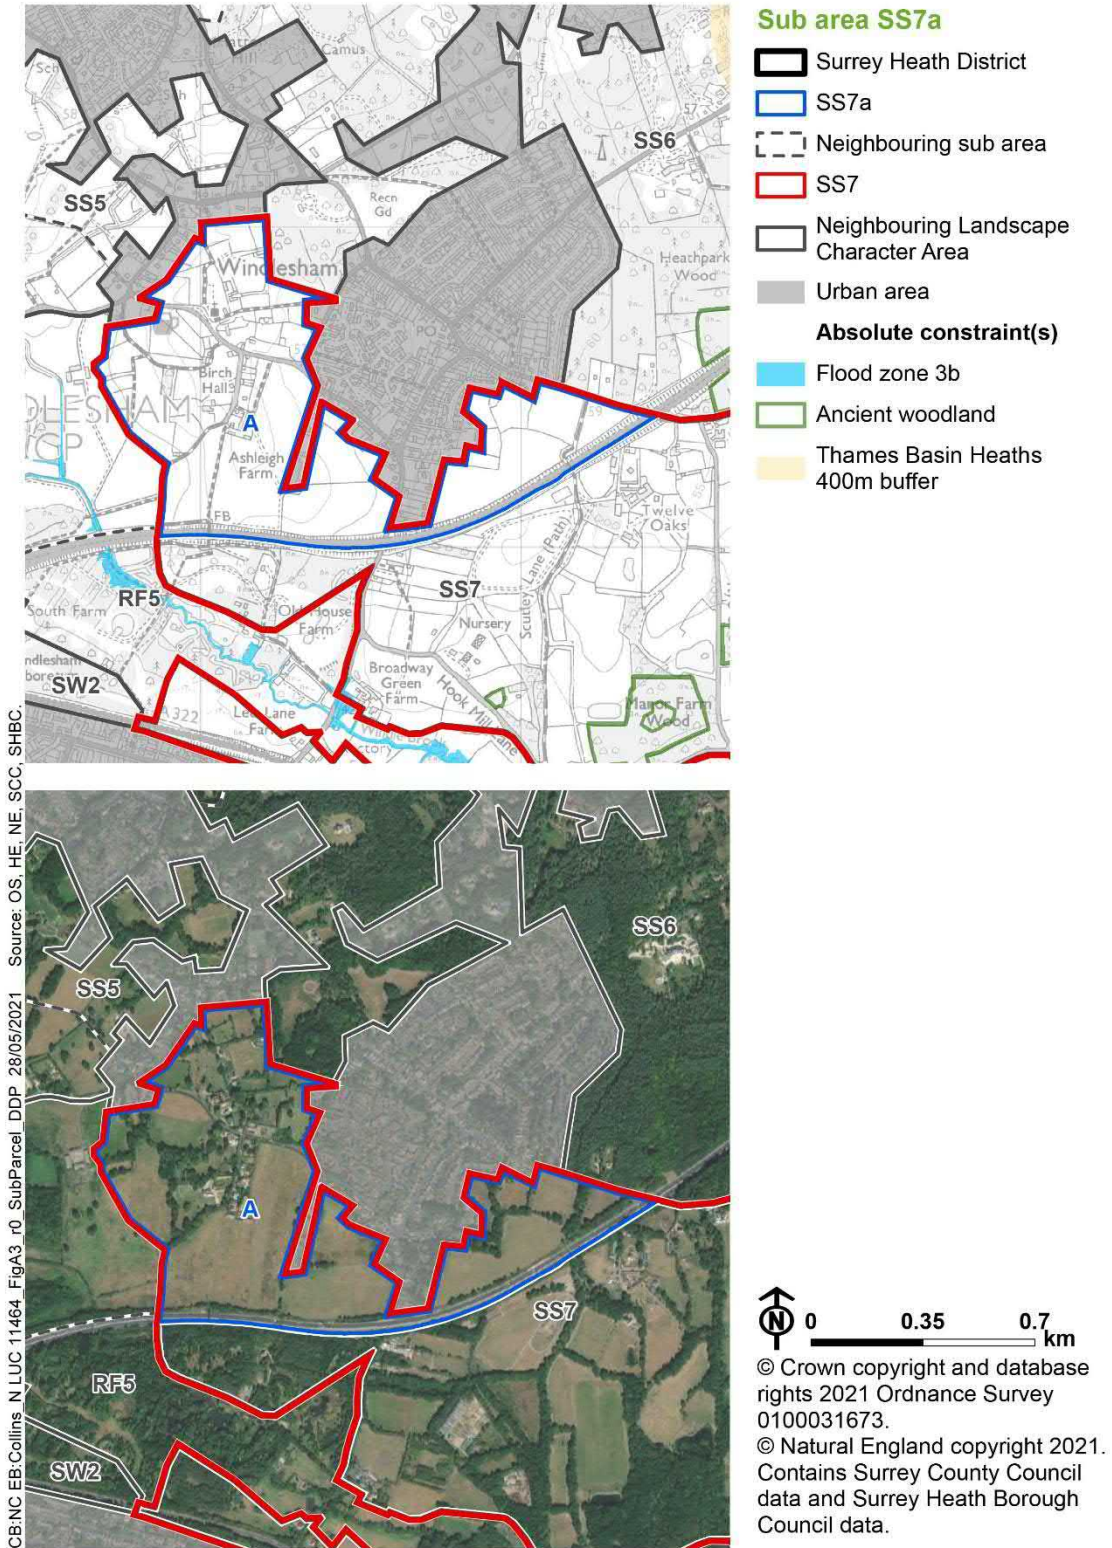 Sub area SS7a
Surrey Heath District
SS7a
Neighbouring sub area
SS7
Neighbouring Landscape
Character Area
Urban area
Absolute constraint(s)
Flood zone 3b
Ancient woodland
Thames Basin Heaths
400m buffer
Camus
Sch
SS6
57
SS5
Recn
Gd
Heathpark
Wood
Windlesham
59
Birch
Hall
A
Ashleigh
Farm
FB
Twelve
Oaks
Scutley Lane (Path)
SS7
RF5
South Farm
Old House
Farm
Nursery
Broadway
Green
Farm
Hook Mill Lane
Manor Farm
Wood
SW2
A 322
CB:NC EB:Collins_N LUC 11464_FigA3_r0_SubParcel_DDP 28/05/2021 Source: OS, HE, NE, SCC, SHBC.
SS6
SS5
A
SS7
RF5
SW2
N
0 0.35 0.7
km
© Crown copyright and database
rights 2021 Ordnance Survey
0100031673.
© Natural England copyright 2021.
Contains Surrey County Council
data and Surrey Heath Borough
Council data.